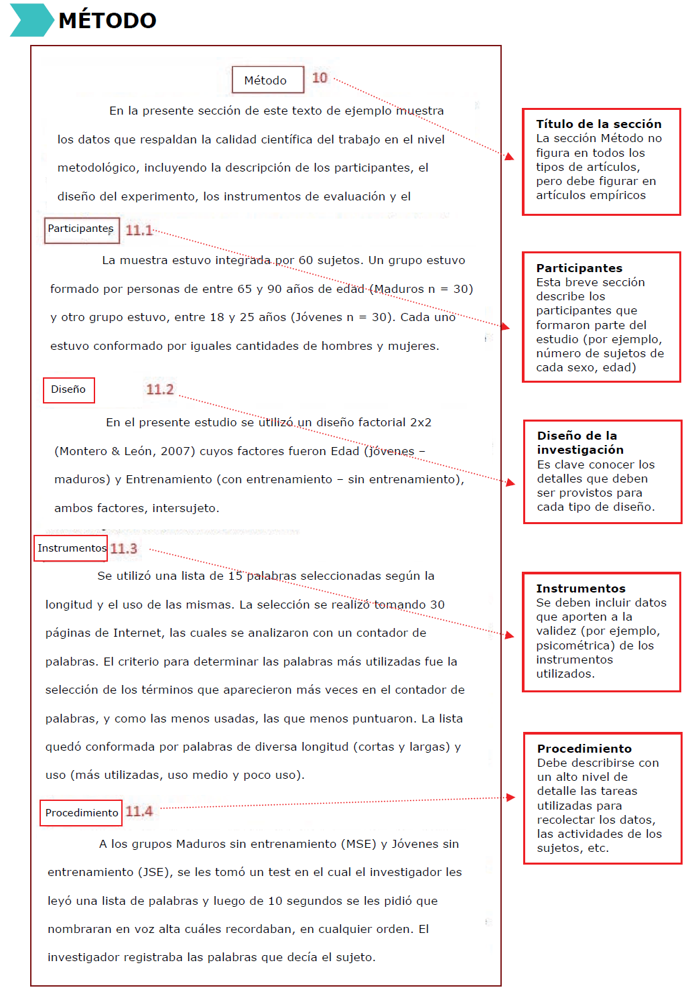 MÉTODO
Método 10
En la presente sección de este texto de ejemplo muestra
los datos que respaldan la calidad científica del trabajo en el nivel
metodológico, incluyendo la descripción de los participantes, el
diseño del experimento, los instrumentos de evaluación y el
Título de la sección
La sección Método no
figura en todos los
tipos de artículos,
pero debe figurar en
artículos empíricos
Participantes 11.1
La muestra estuvo integrada por 60 sujetos. Un grupo estuvo
formado por personas de entre 65 y 90 años de edad (Maduros n = 30)
y otro grupo estuvo, entre 18 y 25 años (Jóvenes n = 30). Cada uno
estuvo conformado por iguales cantidades de hombres y mujeres.
Participantes
Esta breve sección
describe los
participantes que
formaron parte del
estudio (por ejemplo,
número de sujetos de
cada sexo, edad)
Diseño 11.2
En el presente estudio se utilizó un diseño factorial 2x2
(Montero & León, 2007) cuyos factores fueron Edad (jóvenes –
maduros) y Entrenamiento (con entrenamiento – sin entrenamiento),
ambos factores, intersujeto.
Diseño de la
investigación
Es clave conocer los
detalles que deben
ser provistos para
cada tipo de diseño.
Instrumentos 11.3
Se utilizó una lista de 15 palabras seleccionadas según la
longitud y el uso de las mismas. La selección se realizó tomando 30
páginas de Internet, las cuales se analizaron con un contador de
palabras. El criterio para determinar las palabras más utilizadas fue la
selección de los términos que aparecieron más veces en el contador de
palabras, y como las menos usadas, las que menos puntuaron. La lista
quedó conformada por palabras de diversa longitud (cortas y largas) y
uso (más utilizadas, uso medio y poco uso).
Instrumentos
Se deben incluir datos
que aporten a la
validez (por ejemplo,
psicométrica) de los
instrumentos
utilizados.
Procedimiento 11.4
A los grupos Maduros sin entrenamiento (MSE) y Jóvenes sin
entrenamiento (JSE), se les tomó un test en el cual el investigador les
leyó una lista de palabras y luego de 10 segundos se les pidió que
nombraran en voz alta cuáles recordaban, en cualquier orden. El
investigador registraba las palabras que decía el sujeto.
Procedimiento
Debe describirse con
un alto nivel de
detalle las tareas
utilizadas para
recolectar los datos,
las actividades de los
sujetos, etc.